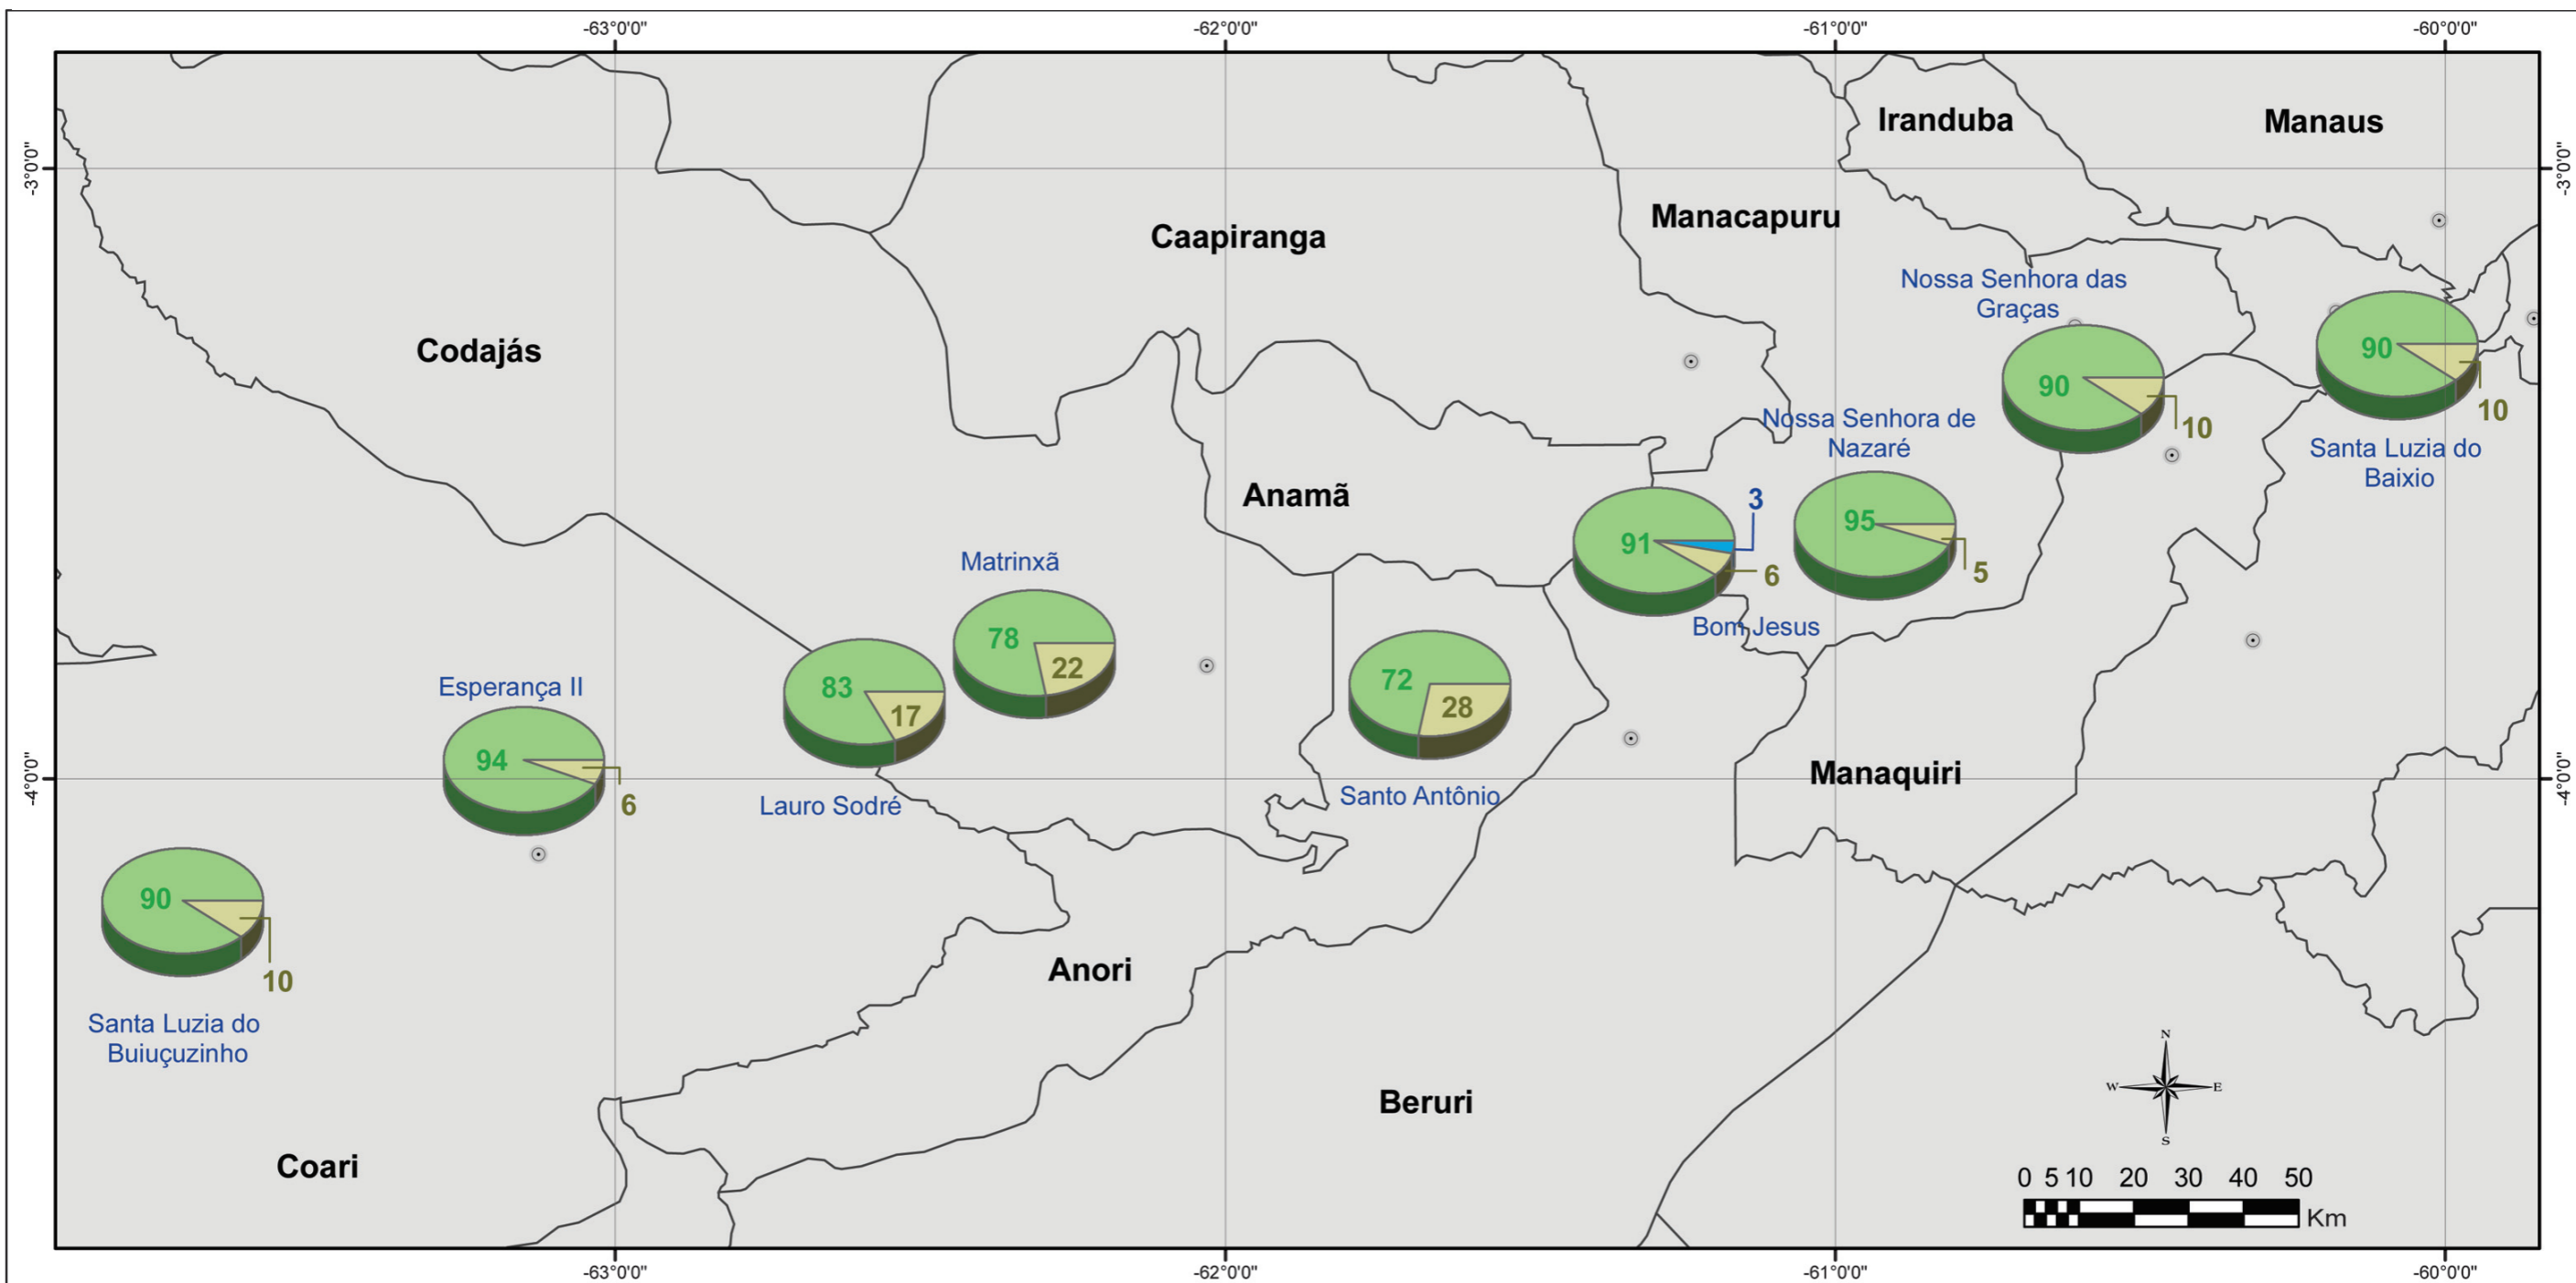 -63°0'0"
-62°0'0"
-61°0'0"
-60°0'0"
-3°0'0"
-3°0'0"
Iranduba
Manaus
Manacapuru
Caapiranga
Nossa Senhora das
Graças
90
10
90
10
Santa Luzia do
Baixio
Codajás
Nossa Senhora de
Nazaré
95
5
Anamã
3
91
6
Bom Jesus
Matrinxã
78
22
83
17
Lauro Sodré
72
28
Santo Antônio
Esperança II
94
6
-4°0'0"
-4°0'0"
Manaquiri
90
10
Santa Luzia do
Buiuçuzinho
Anori
Beruri
Coari
N
W
E
S
0 5 10 20 30 40 50
Km
-63°0'0"
-62°0'0"
-61°0'0"
-60°0'0"